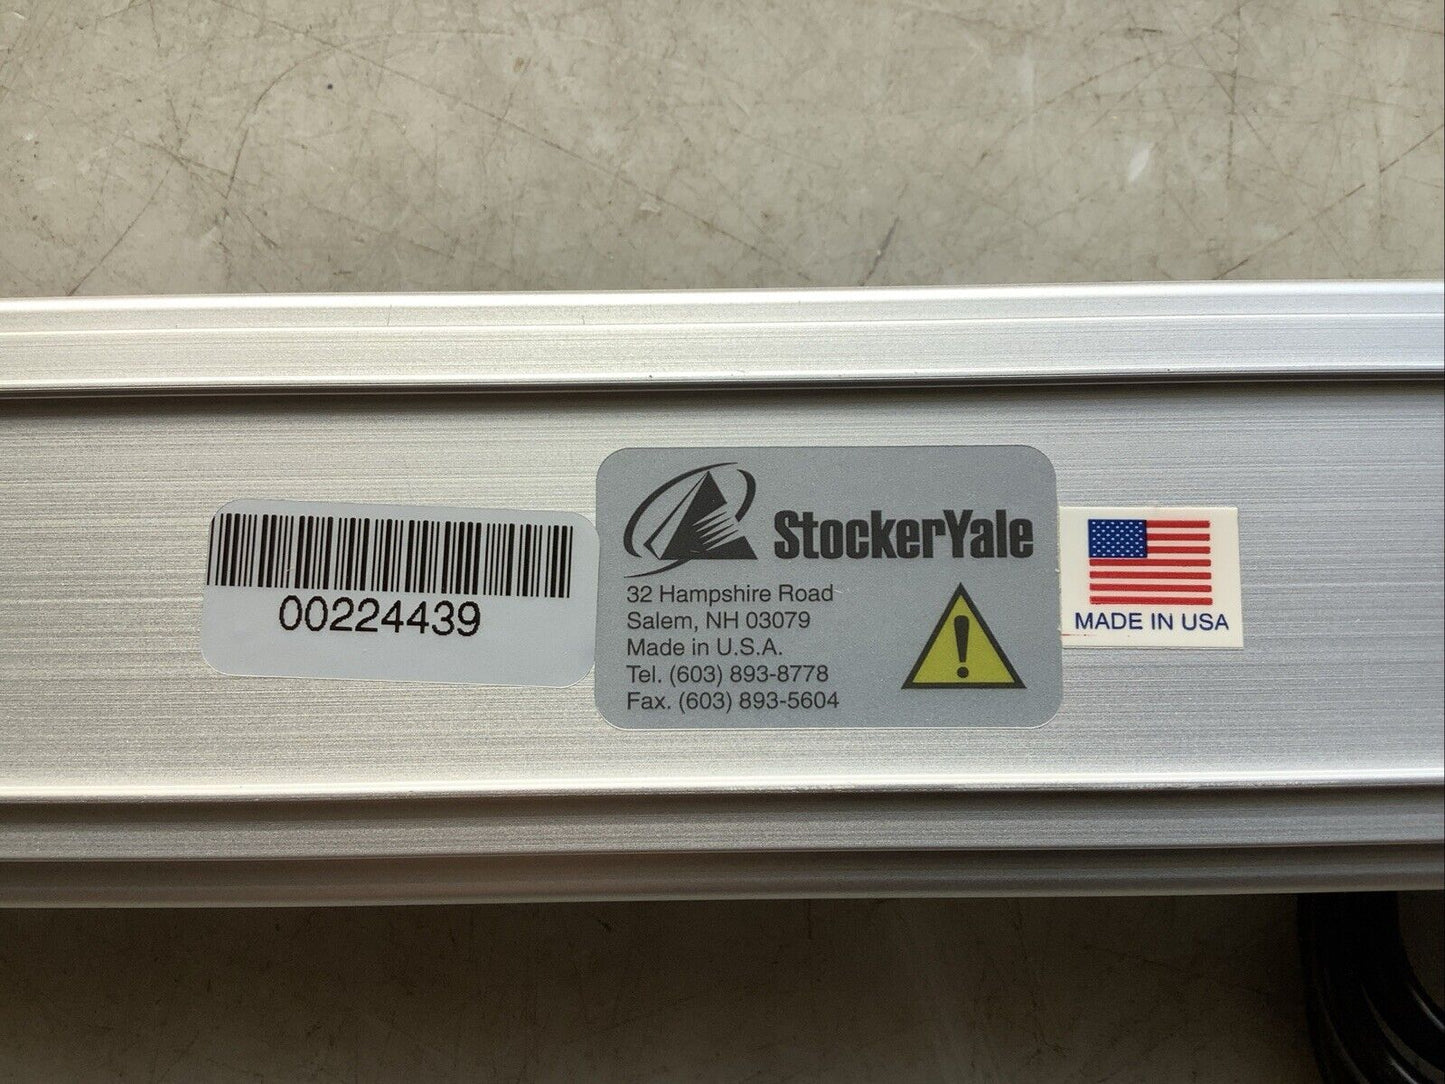 00224439
StockerYale
32 Hampshire Road
Salem, NH 03079
Made in U.S.A.
Tel. (603) 893-8778
Fax. (603) 893-5604
!
MADE IN USA